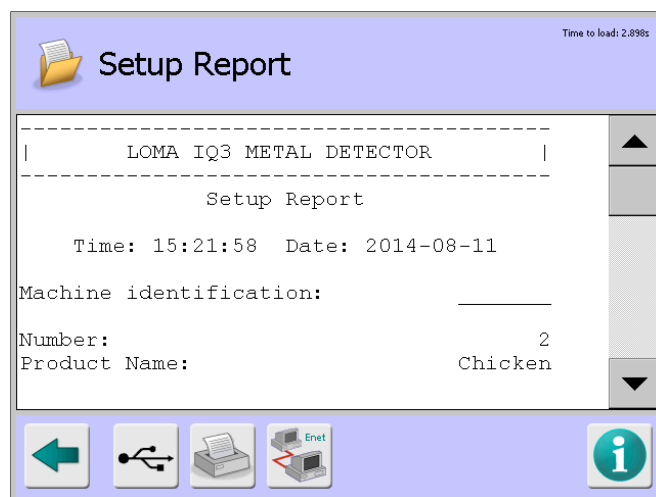 Time to load: 2.898s
Setup Report
-----------------------------------------
| LOMA IQ3 METAL DETECTOR |
-----------------------------------------
Setup Report
Time: 15:21:58 Date: 2014-08-11
Machine identification: _______
Number: 2
Product Name: Chicken
Enet
i